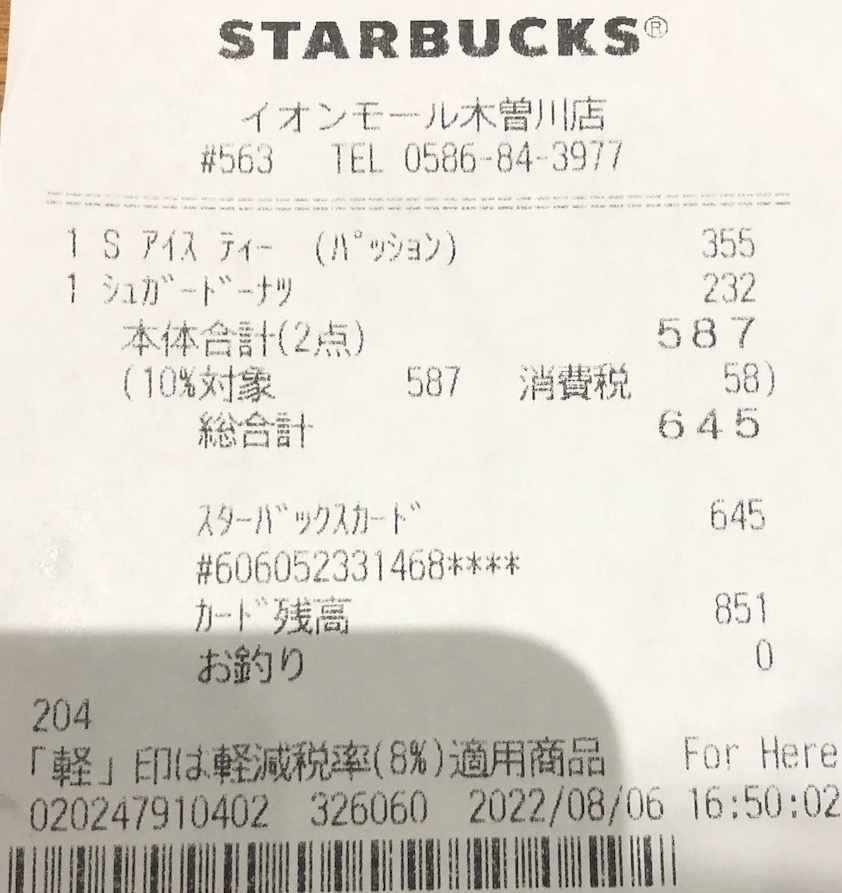 STARBUCKS®
イオンモール木曽川店
#563 TEL 0586-84-3977
1 S ｱｲｽ ﾃｨｰ (ﾊﾟｯｼｮﾝ) 355
1 ｼｭｶﾞｰﾄﾞｰﾅﾂ 232
本体合計(2点) 587
(10%対象 587 消費税 58)
総合計 645
ｽﾀｰﾊﾞｯｸｽｶｰﾄﾞ 645
#606052331468****
ｶｰﾄﾞ残高 851
お釣り 0
204
「軽」印は軽減税率(8%)適用商品 For Here
020247910402 326060 2022/08/06 16:50:02